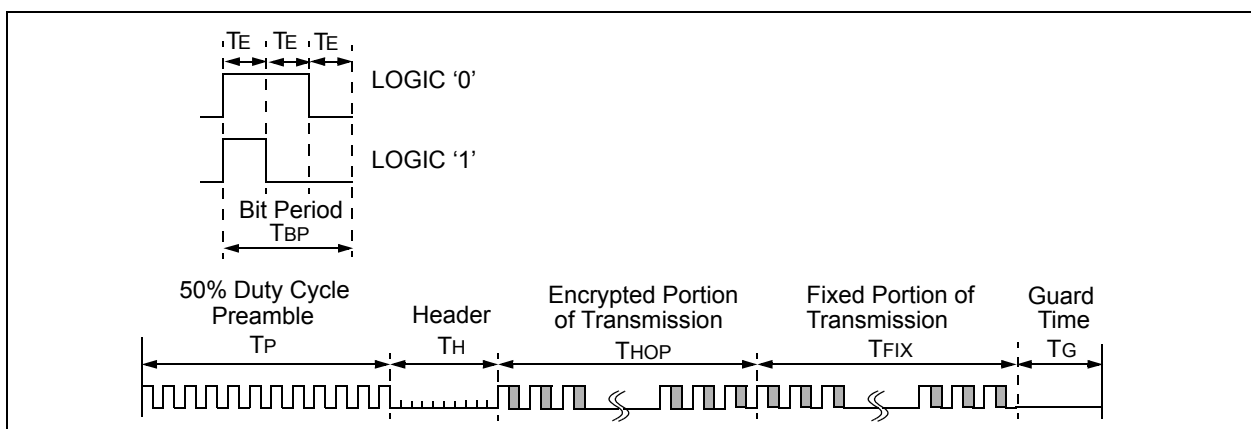 TE TE TE
LOGIC ‘0’
LOGIC ‘1’
Bit Period
TBP
50% Duty Cycle
Preamble
TP
Header
TH
Encrypted Portion
of Transmission
THOP
Fixed Portion of
Transmission
TFIX
Guard
Time
TG